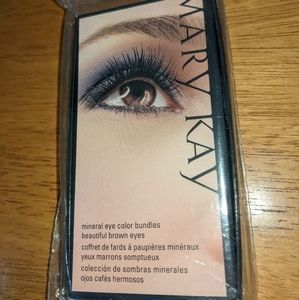 MARY KAY
mineral eye color bundles
beautiful brown eyes
coffret de fards à paupières minéraux
yeux marrons somptueux
colección de sombras minerales
ojos cafés hermosos